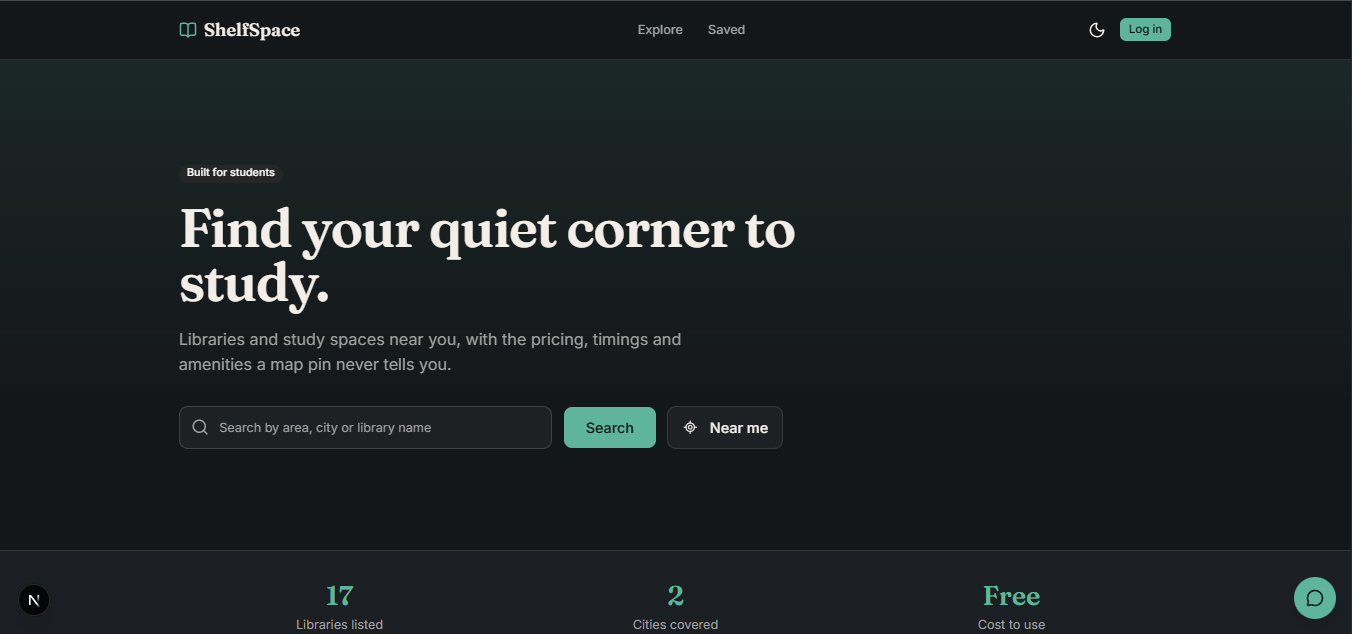 ShelfSpace
Explore
Saved
Log in
Built for students
Find your quiet corner to
study.
Libraries and study spaces near you, with the pricing, timings and
amenities a map pin never tells you.
Search by area, city or library name
Search
Near me
17
Libraries listed
2
Cities covered
Free
Cost to use
N